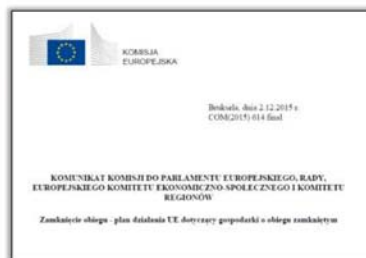 KOMISJA
EUROPEJSKA
Bruksela, dnia 2.12.2015 r.
COM(2015) 614 final
KOMUNIKAT KOMISJI DO PARLAMENTU EUROPEJSKIEGO, RADY,
EUROPEJSKIEGO KOMITETU EKONOMICZNO-SPOŁECZNEGO I KOMITETU
REGIONÓW
Zamknięcie obiegu - plan działania UE dotyczący gospodarki o obiegu zamkniętym